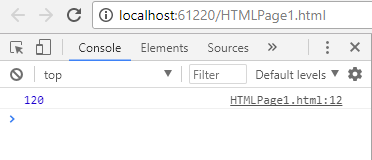 localhost:61220/HTMLPage1.html
Console Elements Sources »
top Filter Default levels
120 HTMLPage1.html:12
>